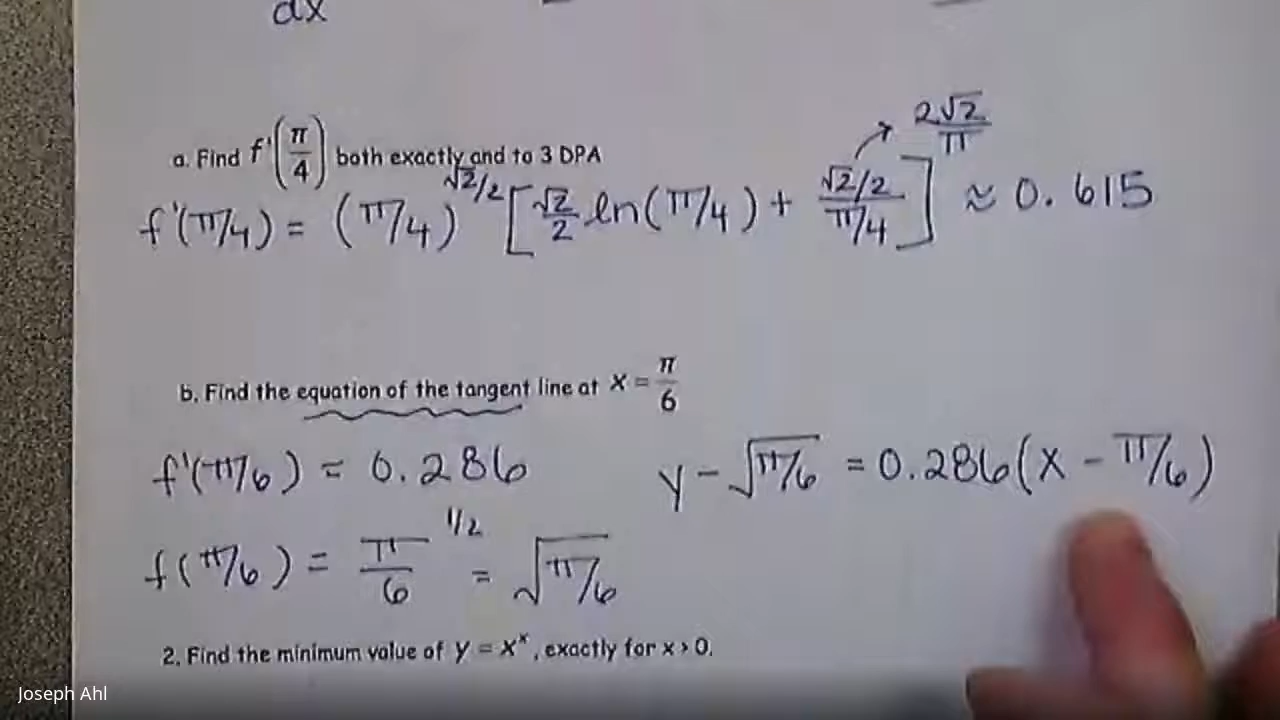 dx
a. Find f'(π/4) both exactly and to 3 DPA
f'(π/4) = (π/4)^(√2/2) [√2/2 ln(π/4) + (√2/2)/(π/4)] ≈ 0.615
2√2/π
b. Find the equation of the tangent line at x = π/6
f'(π/6) = 0.286
y - √(π/6) = 0.286(x - π/6)
f(π/6) = π/6^(1/2) = √(π/6)
2. Find the minimum value of y = x^x, exactly for x > 0.
Joseph Ahl